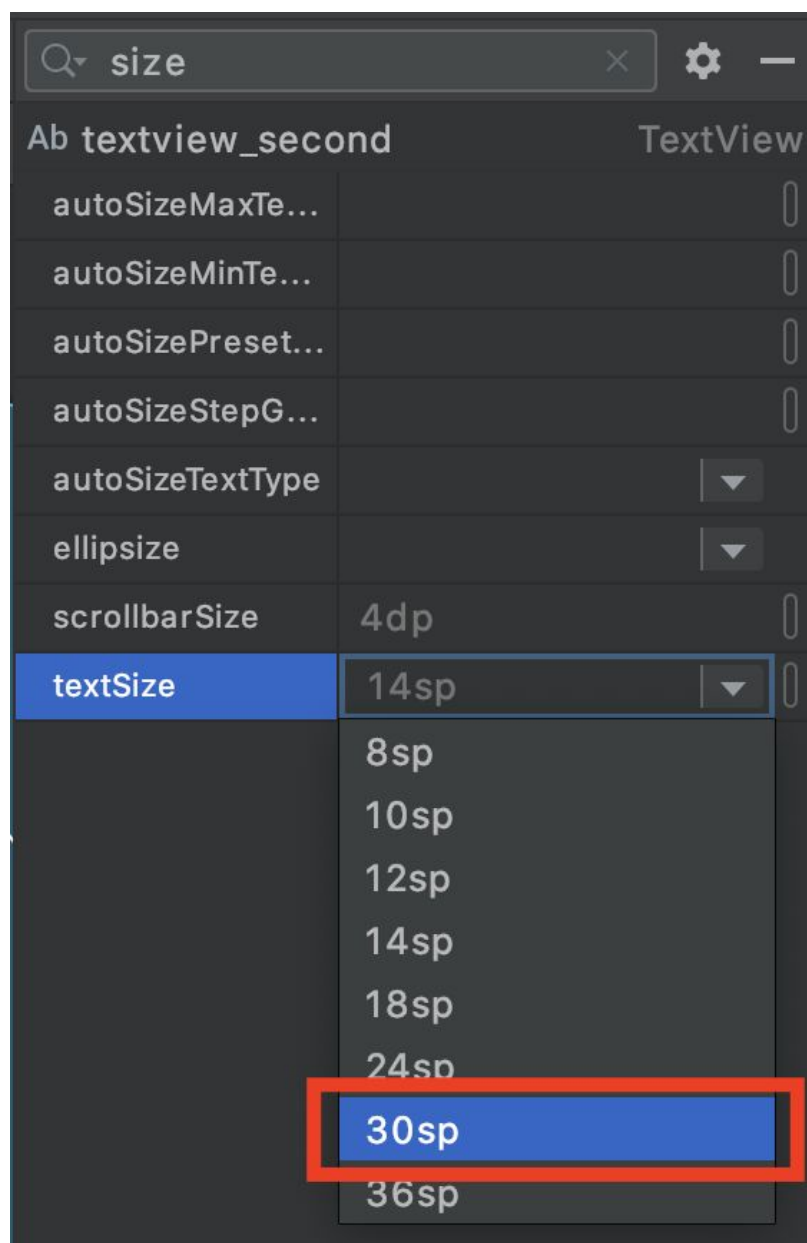 size
Ab textview_second TextView
autoSizeMaxTe...
autoSizeMinTe...
autoSizePreset...
autoSizeStepG...
autoSizeTextType
ellipsize
scrollbarSize 4dp
textSize 14sp
8sp
10sp
12sp
14sp
18sp
24sp
30sp
36sp